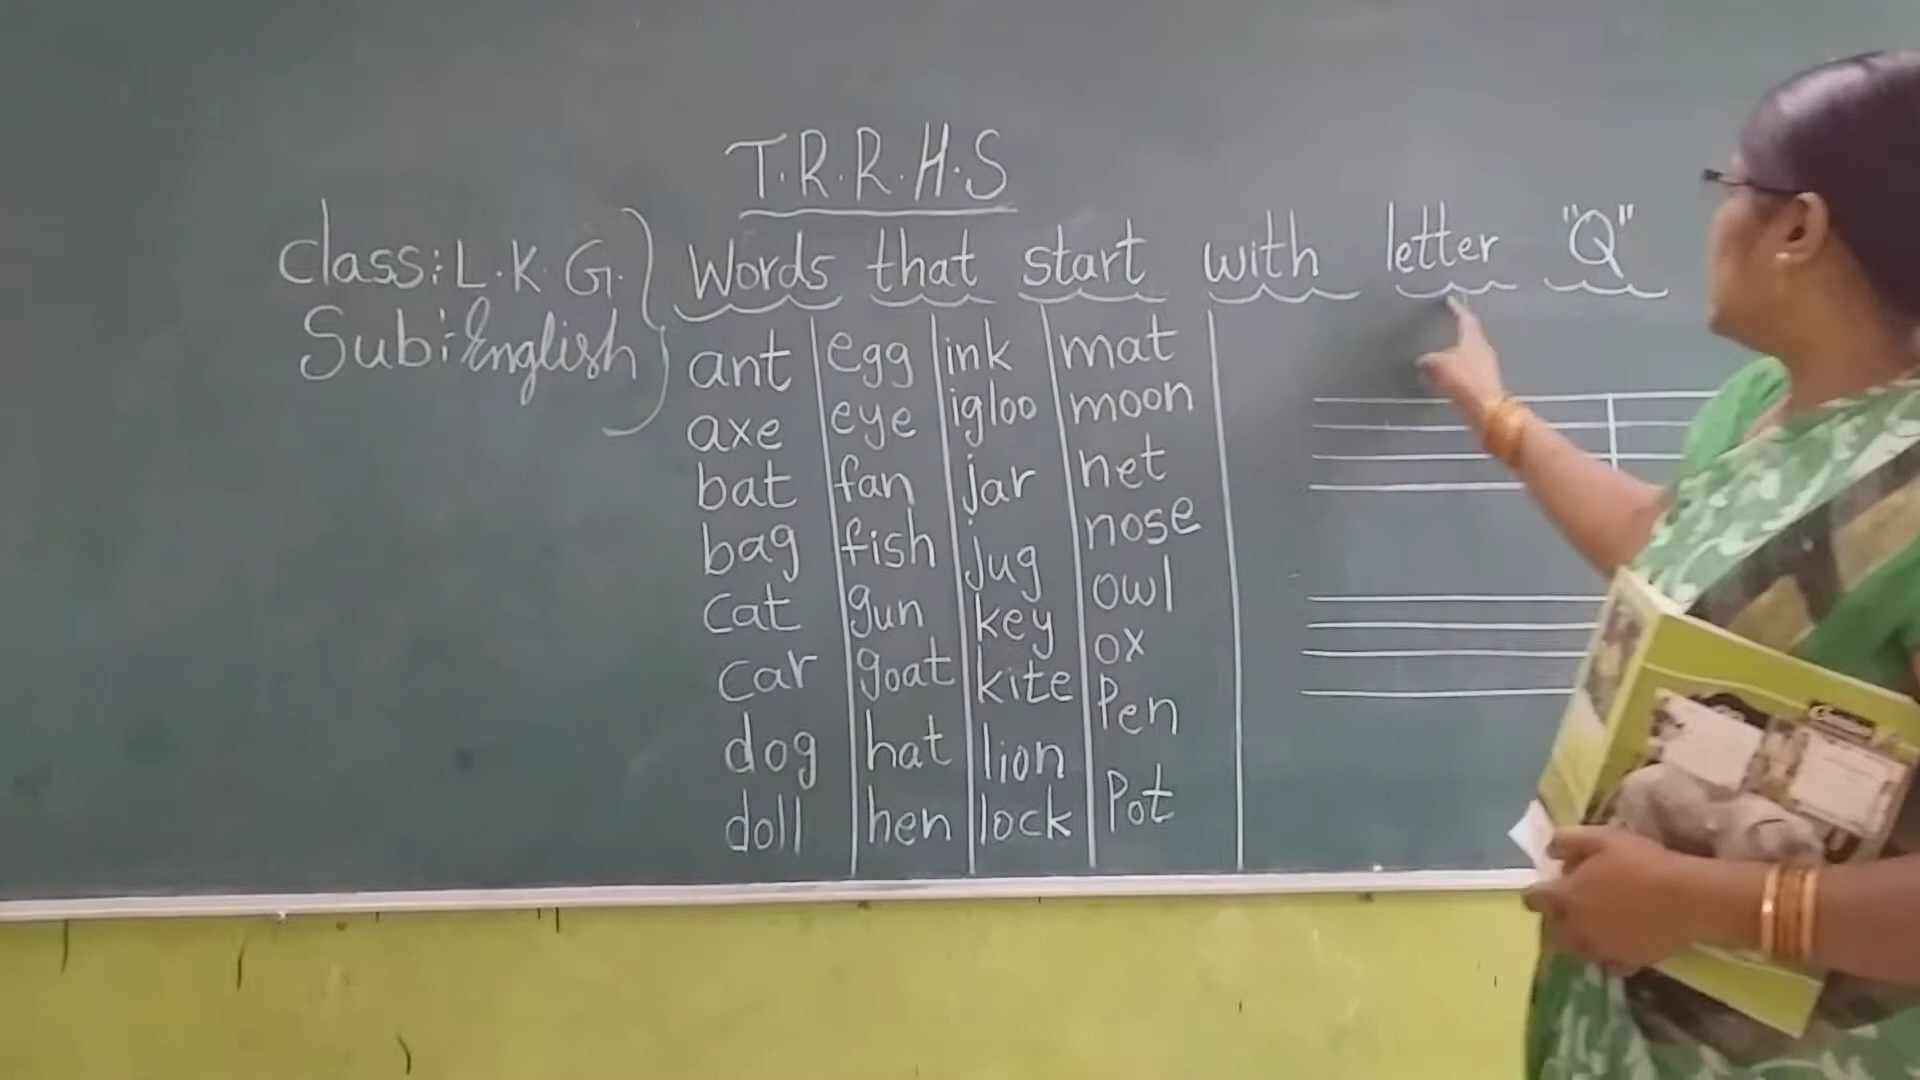 T.R.R.H.S
Class: L.K.G.
Sub: English
Words that start with letter "Q"
ant
axe
bat
bag
cat
car
dog
doll
egg
eye
fan
fish
gun
goat
hat
hen
ink
igloo
jar
jug
key
kite
lion
lock
mat
moon
net
nose
owl
ox
Pen
Pot